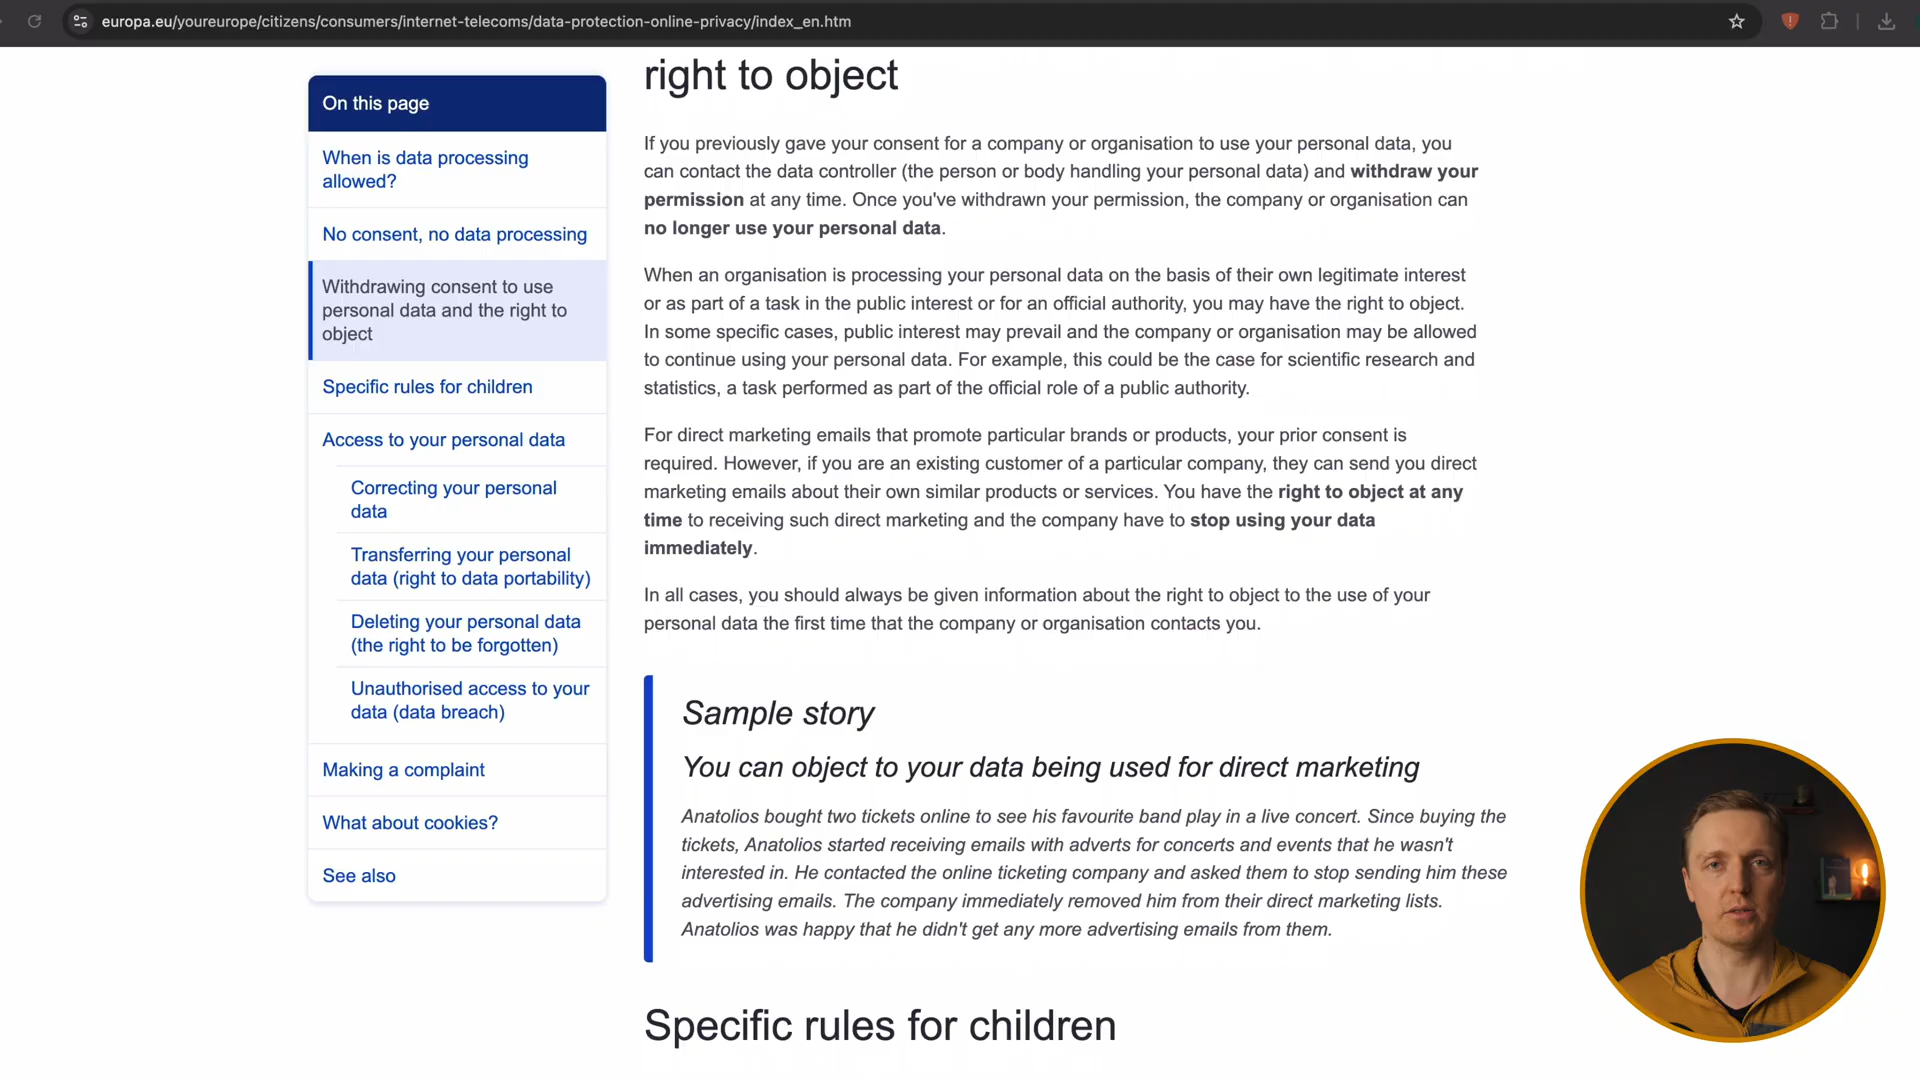 europa.eu/youreurope/citizens/consumers/internet-telecoms/data-protection-online-privacy/index_en.htm
On this page
When is data processing
allowed?
No consent, no data processing
Withdrawing consent to use
personal data and the right to
object
Specific rules for children
Access to your personal data
Correcting your personal
data
Transferring your personal
data (right to data portability)
Deleting your personal data
(the right to be forgotten)
Unauthorised access to your
data (data breach)
Making a complaint
What about cookies?
See also
right to object
If you previously gave your consent for a company or organisation to use your personal data, you
can contact the data controller (the person or body handling your personal data) and withdraw your
permission at any time. Once you've withdrawn your permission, the company or organisation can
no longer use your personal data.
When an organisation is processing your personal data on the basis of their own legitimate interest
or as part of a task in the public interest or for an official authority, you may have the right to object.
In some specific cases, public interest may prevail and the company or organisation may be allowed
to continue using your personal data. For example, this could be the case for scientific research and
statistics, a task performed as part of the official role of a public authority.
For direct marketing emails that promote particular brands or products, your prior consent is
required. However, if you are an existing customer of a particular company, they can send you direct
marketing emails about their own similar products or services. You have the right to object at any
time to receiving such direct marketing and the company have to stop using your data
immediately.
In all cases, you should always be given information about the right to object to the use of your
personal data the first time that the company or organisation contacts you.
Sample story
You can object to your data being used for direct marketing
Anatolios bought two tickets online to see his favourite band play in a live concert. Since buying the
tickets, Anatolios started receiving emails with adverts for concerts and events that he wasn't
interested in. He contacted the online ticketing company and asked them to stop sending him these
advertising emails. The company immediately removed him from their direct marketing lists.
Anatolios was happy that he didn't get any more advertising emails from them.
Specific rules for children